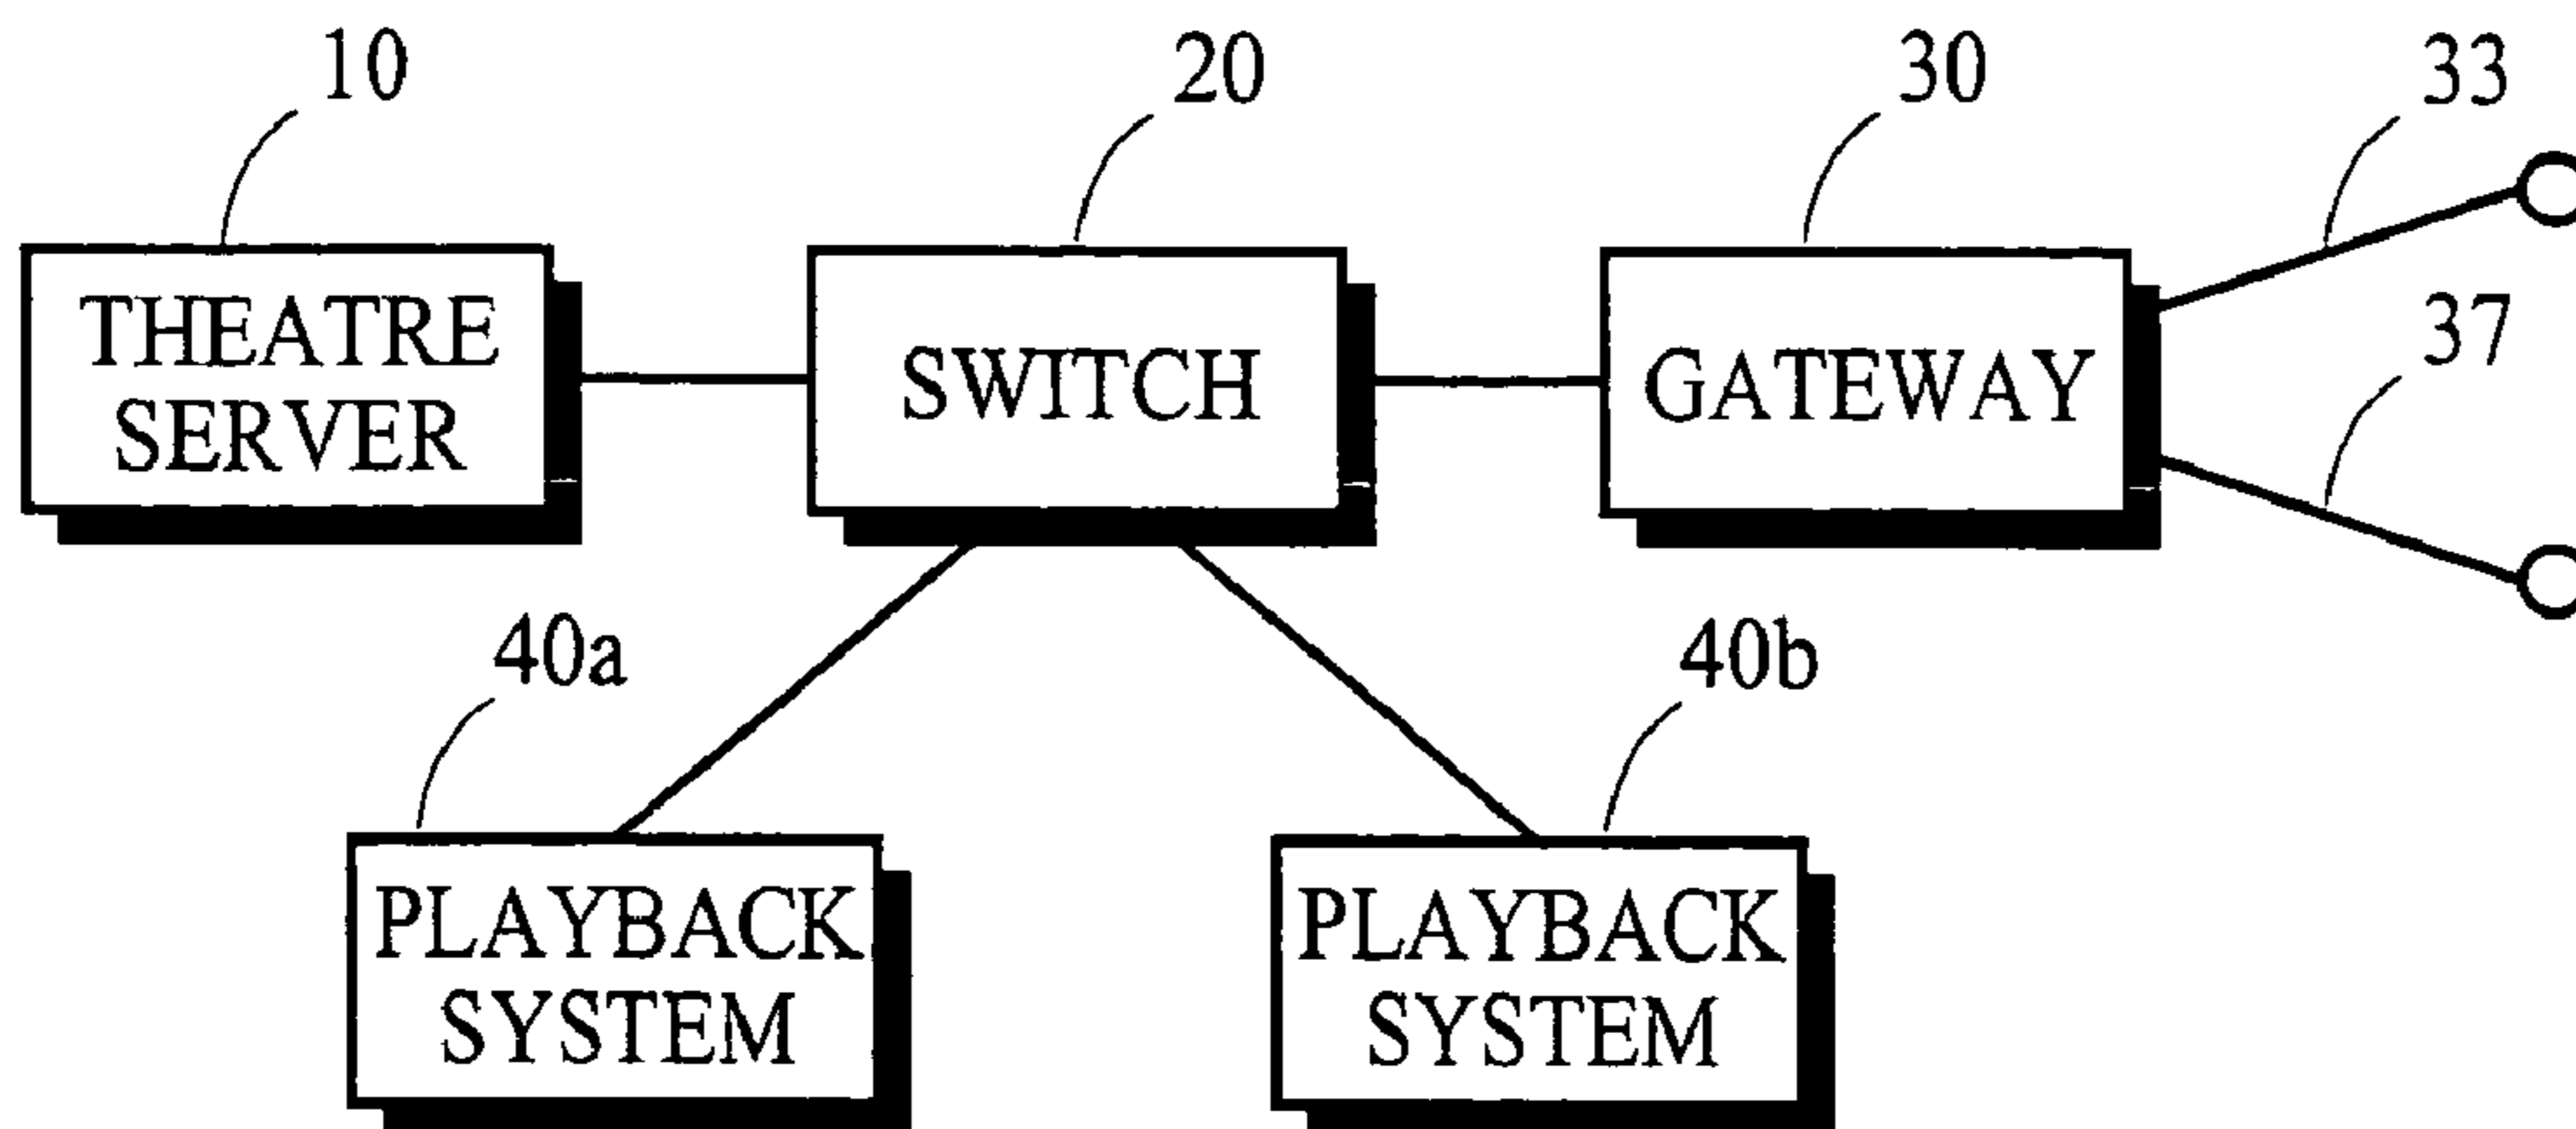 10
20
30
33
THEATRE
SERVER
SWITCH
GATEWAY
37
40a
40b
PLAYBACK
SYSTEM
PLAYBACK
SYSTEM